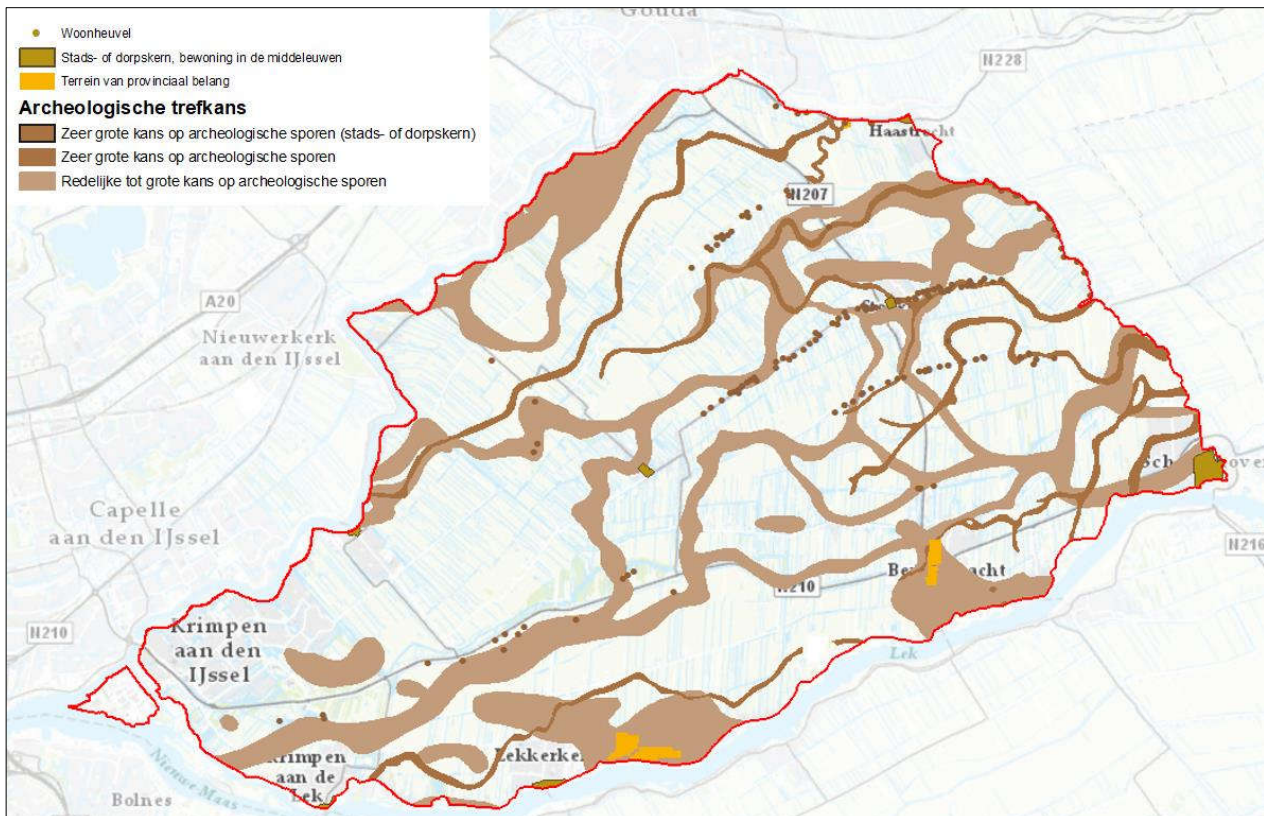 Woonheuvel
Stads- of dorpskern, bewoning in de middeleuwen
Terrein van provinciaal belang
Archeologische trefkans
Zeer grote kans op archeologische sporen (stads- of dorpskern)
Zeer grote kans op archeologische sporen
Redelijke tot grote kans op archeologische sporen
Gouda
N228
Haastrecht
N207
A20
Nieuwerkerk
aan den IJssel
Capelle
aan den IJssel
N216
N210
N210
Krimpen
aan den
IJssel
Lek
Krimpen
aan de
Lek
Nieuwe Maas
Bolnes